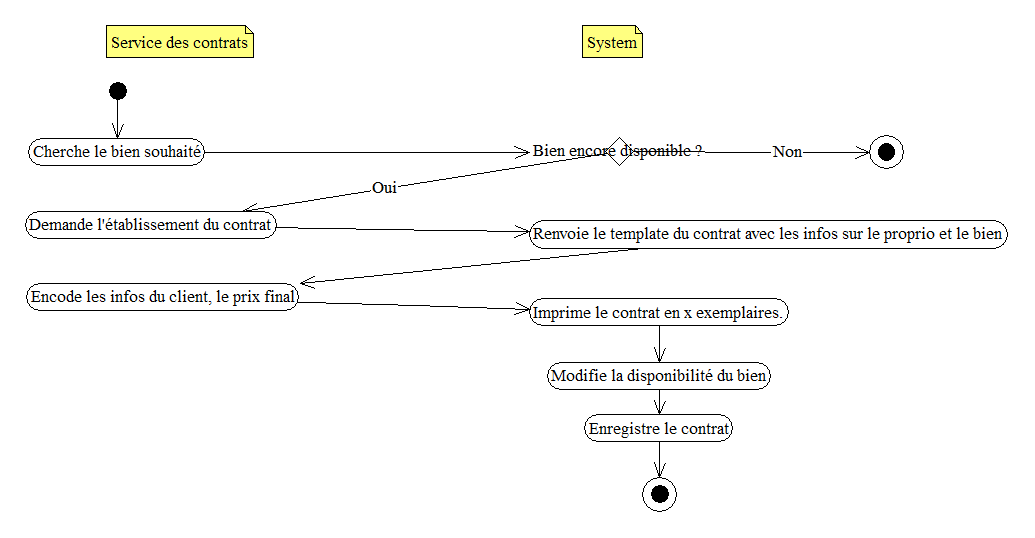 Service des contrats
System
Cherche le bien souhaité
Bien encore disponible ?
Non
Oui
Demande l'établissement du contrat
Renvoie le template du contrat avec les infos sur le proprio et le bien
Encode les infos du client, le prix final
Imprime le contrat en x exemplaires.
Modifie la disponibilité du bien
Enregistre le contrat